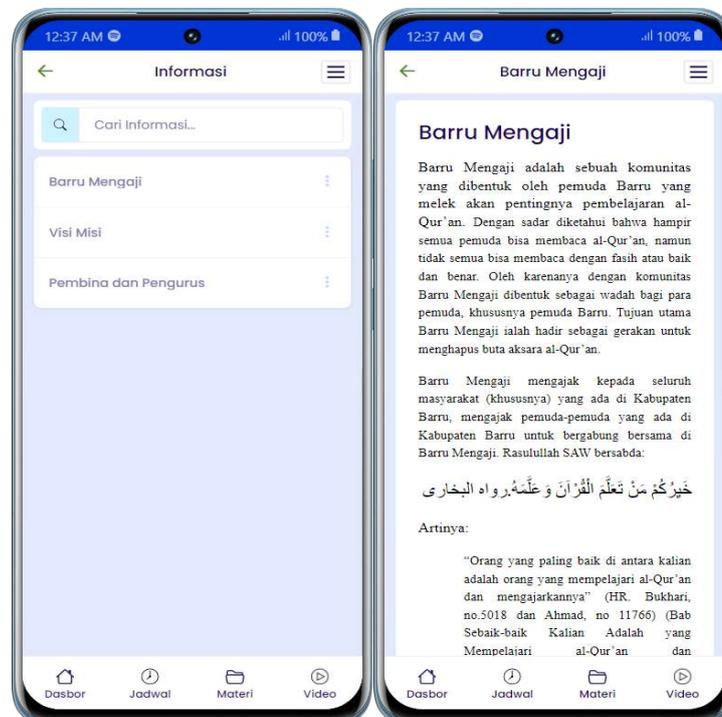 12:37 AM
100%
Informasi
Cari Informasi...
Barru Mengaji
Visi Misi
Pembina dan Pengurus
Dasbor
Jadwal
Materi
Video
12:37 AM
100%
Barru Mengaji
Barru Mengaji
Barru Mengaji adalah sebuah komunitas
yang dibentuk oleh pemuda Barru yang
melek akan pentingnya pembelajaran al-
Qur'an. Dengan sadar diketahui bahwa hampir
semua pemuda bisa membaca al-Qur'an, namun
tidak semua bisa membaca dengan fasih atau baik
dan benar. Oleh karenanya dengan komunitas
Barru Mengaji dibentuk sebagai wadah bagi para
pemuda, khususnya pemuda Barru. Tujuan utama
Barru Mengaji ialah hadir sebagai gerakan untuk
menghapus buta aksara al-Qur'an.
Barru Mengaji mengajak kepada seluruh
masyarakat (khususnya) yang ada di Kabupaten
Barru, mengajak pemuda-pemuda yang ada di
Kabupaten Barru untuk bergabung bersama di
Barru Mengaji. Rasulullah SAW bersabda:
خَيرُكُمْ مَنْ تَعَلَّمَ الْقُرْآنَ وَعَلَّمَهُ.رواه البخارى
Artinya:
"Orang yang paling baik di antara kalian
adalah orang yang mempelajari al-Qur'an
dan mengajarkannya" (HR. Bukhari,
no.5018 dan Ahmad, no 11766) (Bab
Sebaik-baik Kalian Adalah yang
Mempelajari al-Qur'an dan
Dasbor
Jadwal
Materi
Video